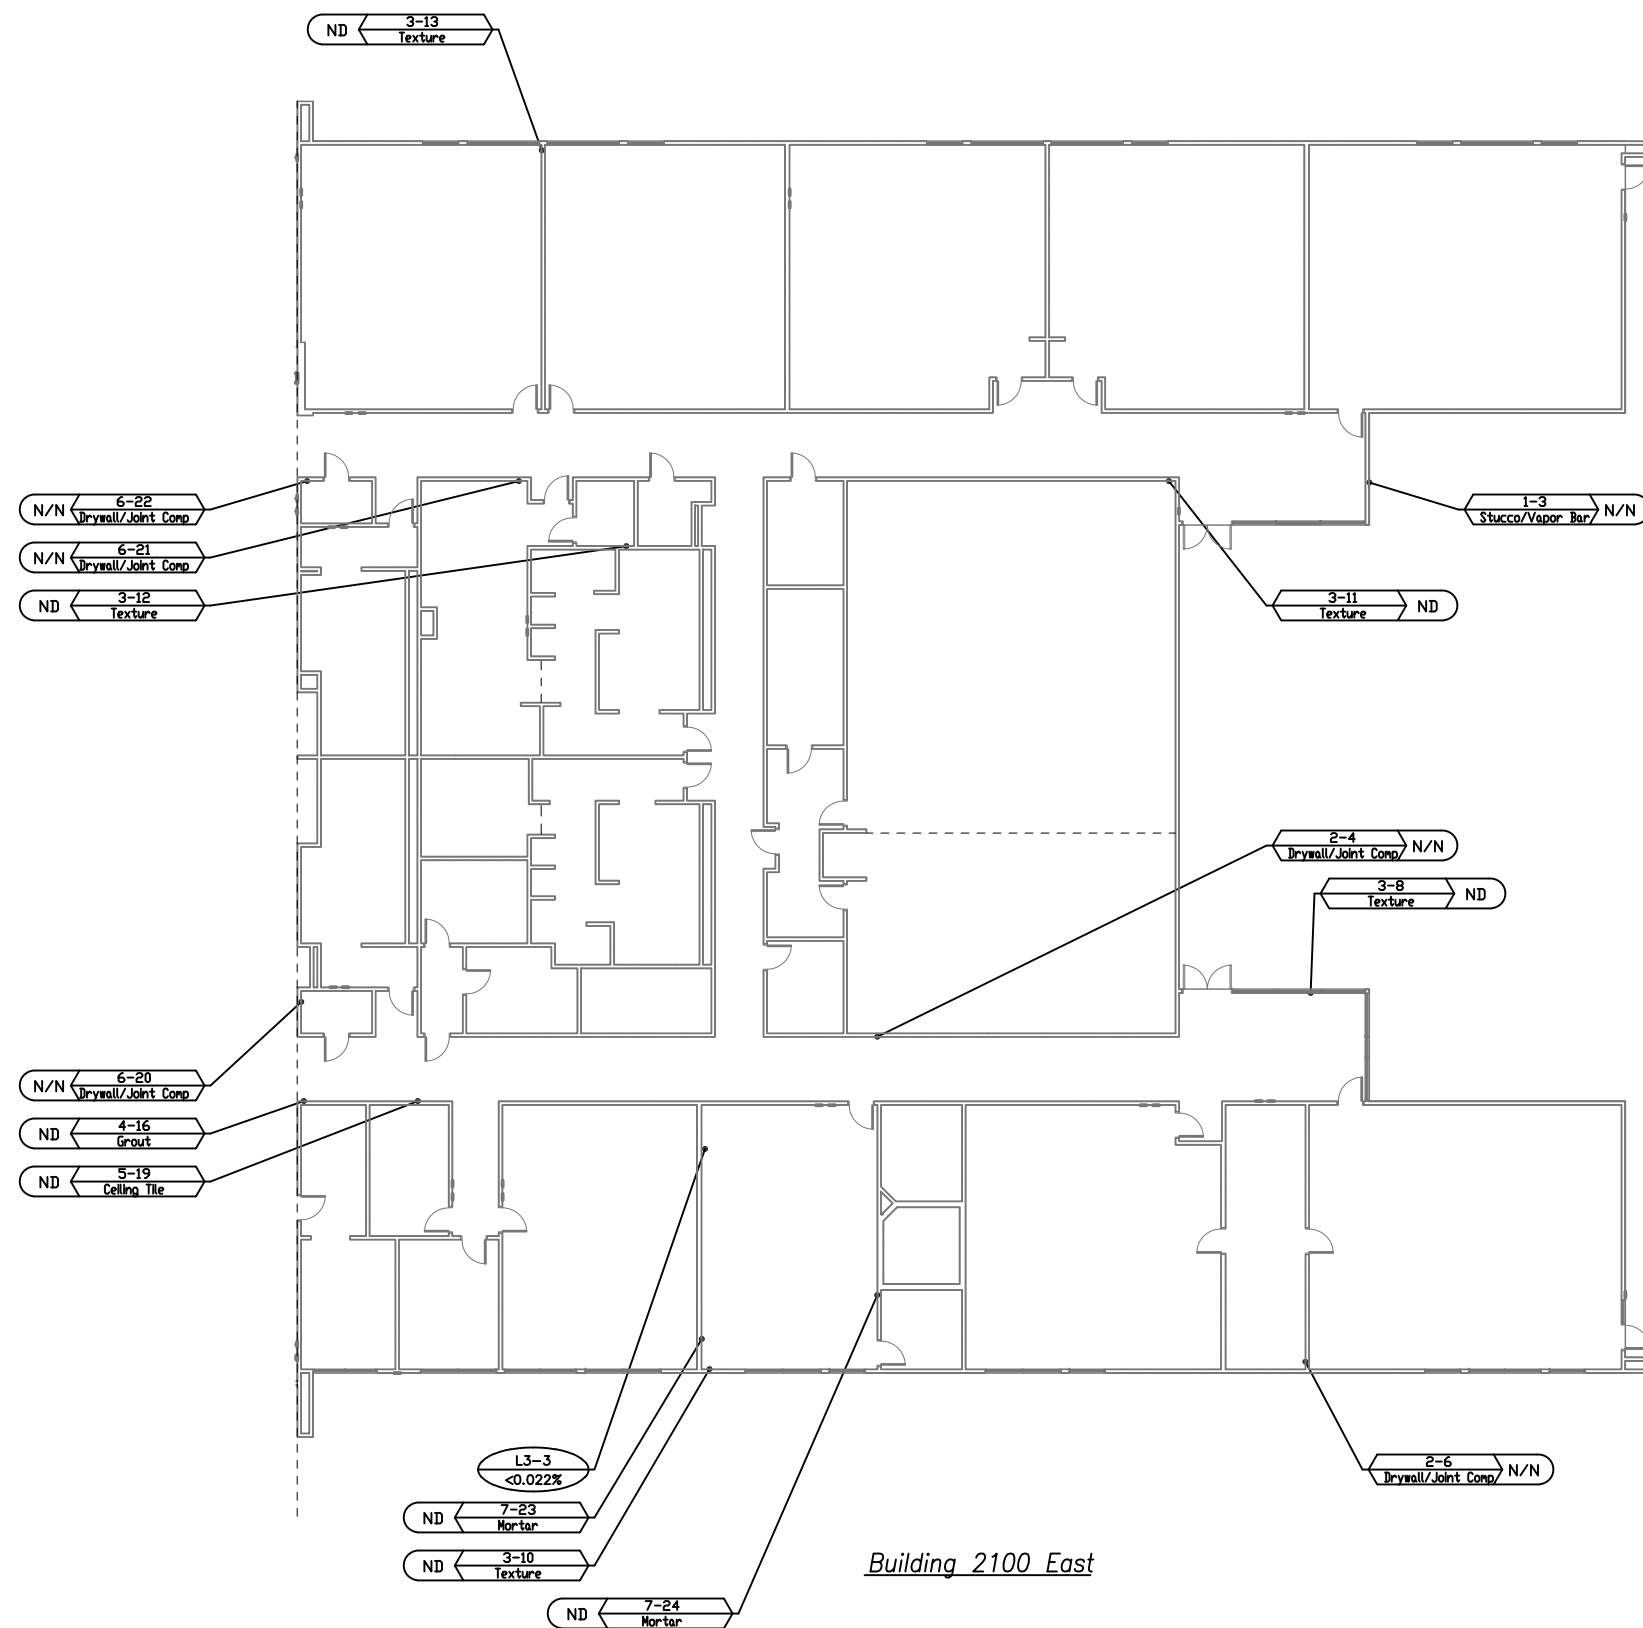 ND 3-13
Texture
N/N 6-22
Drywall/Joint Comp
N/N 6-21
Drywall/Joint Comp
ND 3-12
Texture
1-3 N/N
Stucco/Vapor Bar
3-11 ND
Texture
2-4 N/N
Drywall/Joint Comp
3-8 ND
Texture
N/N 6-20
Drywall/Joint Comp
ND 4-16
Grout
ND 5-19
Ceiling Tile
L3-3
<0.022%
ND 7-23
Mortar
ND 3-10
Texture
ND 7-24
Mortar
2-6 N/N
Drywall/Joint Comp
Building 2100 East